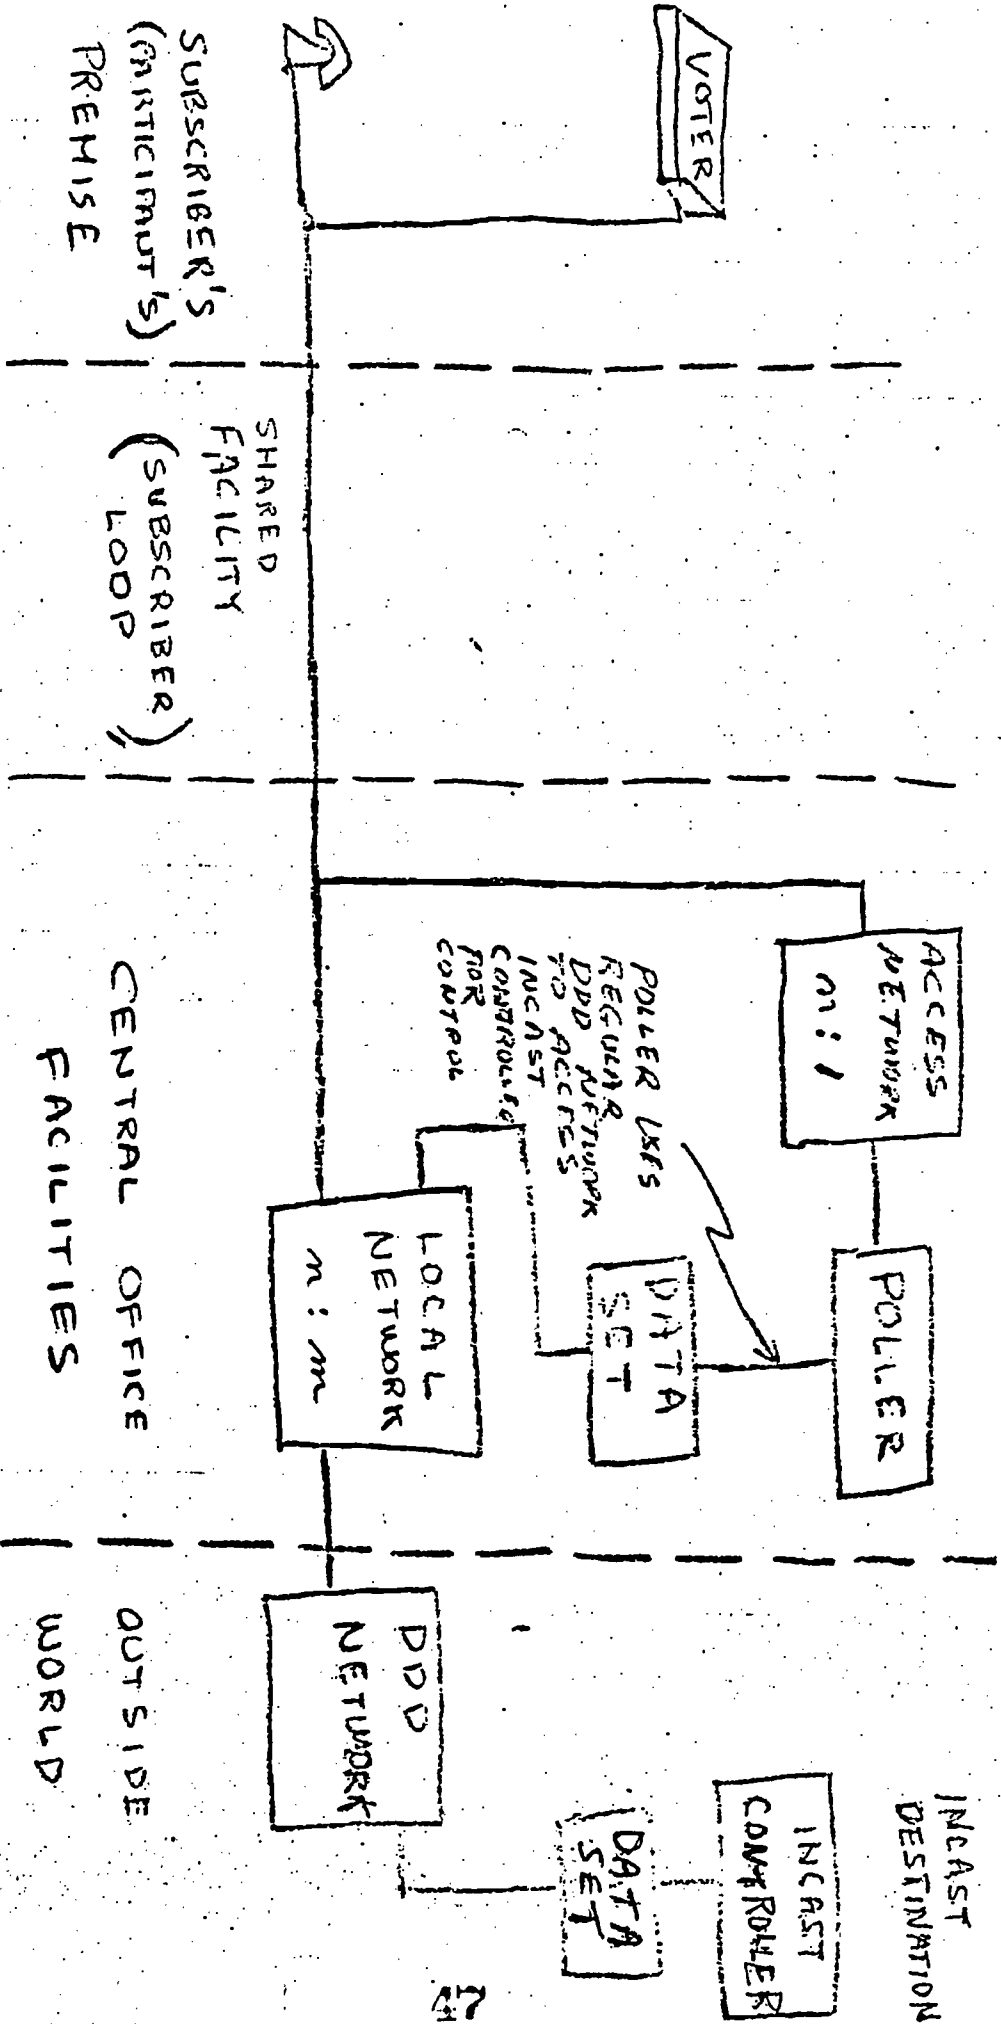 VOTER
SUBSCRIBER'S
(PARTICIPANT'S)
PREMISE
SHARED
FACILITY
(SUBSCRIBER
LOOP)
ACCESS
NETWORK
n:1
POLLER
POLLER USES
REGULAR
DDD NETWORK
TO ACCESS
INCAST
CONTROLLER
FOR
CONTROL
DATA
SET
LOCAL
NETWORK
n:m
CENTRAL OFFICE
FACILITIES
INCAST
DESTINATION
INCAST
CONTROLLER
DATA
SET
DDD
NETWORK
OUTSIDE
WORLD
47